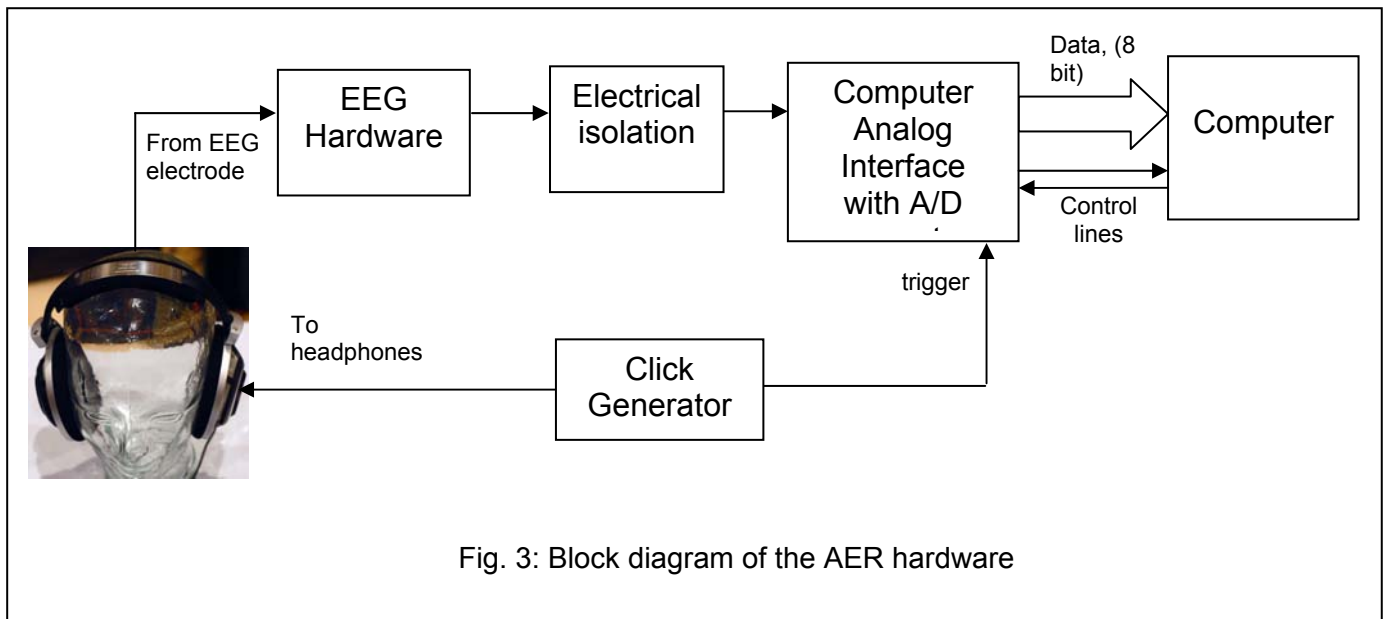 Data, (8
bit)
EEG
Hardware
Electrical
isolation
Computer
Analog
Interface
with A/D
Computer
From EEG
electrode
Control
lines
trigger
To
headphones
Click
Generator
Fig. 3: Block diagram of the AER hardware